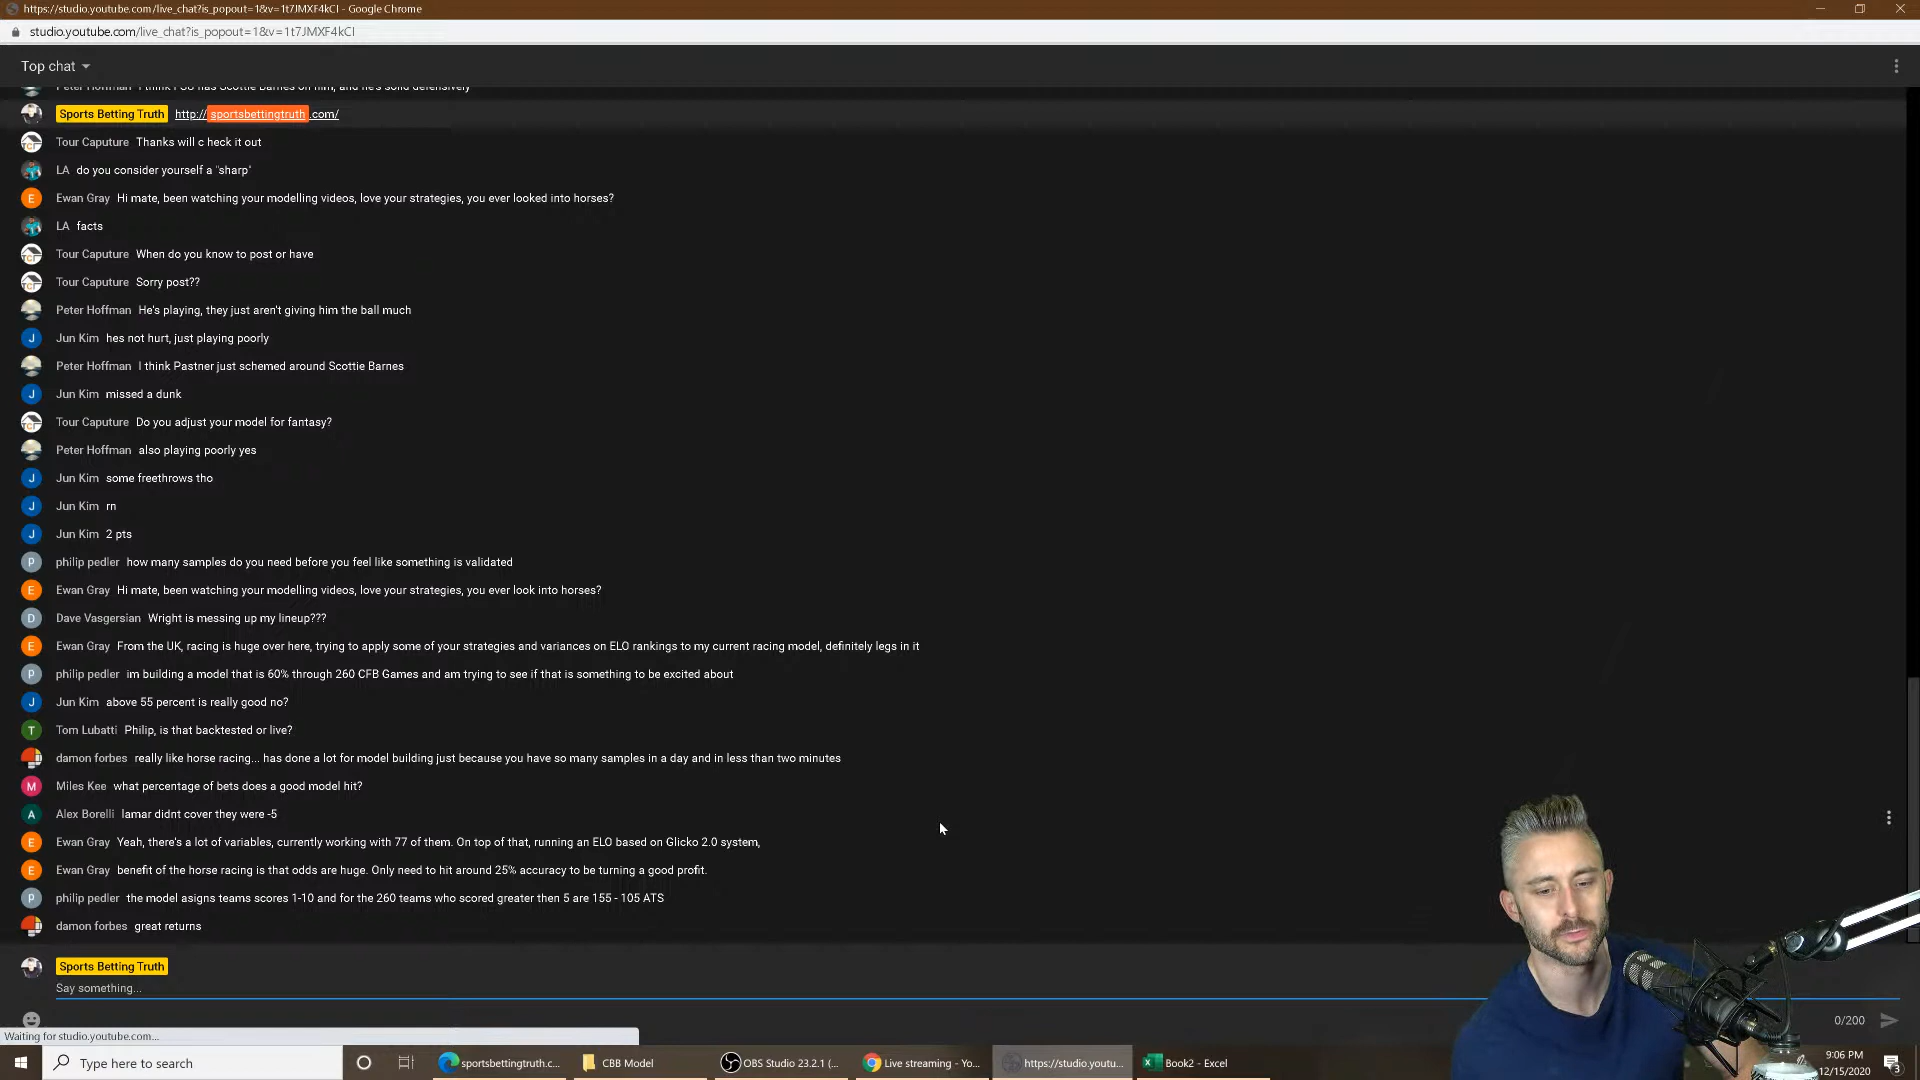 https://studio.youtube.com/live_chat?is_popout=1&v=1t7JMXF4kCI - Google Chrome
studio.youtube.com/live_chat?is_popout=1&v=1t7JMXF4kCI
Top chat
Peter Hoffman I think FSU has Scottie Barnes on him, and he's solid defensively
Sports Betting Truth http://sportsbettingtruth.com/
Tour Caputure Thanks will c heck it out
LA do you consider yourself a "sharp"
Ewan Gray Hi mate, been watching your modelling videos, love your strategies, you ever looked into horses?
LA facts
Tour Caputure When do you know to post or have
Tour Caputure Sorry post??
Peter Hoffman He's playing, they just aren't giving him the ball much
J Jun Kim hes not hurt, just playing poorly
Peter Hoffman I think Pastner just schemed around Scottie Barnes
J Jun Kim missed a dunk
Tour Caputure Do you adjust your model for fantasy?
Peter Hoffman also playing poorly yes
J Jun Kim some freethrows tho
J Jun Kim rn
J Jun Kim 2 pts
P philip pedler how many samples do you need before you feel like something is validated
E Ewan Gray Hi mate, been watching your modelling videos, love your strategies, you ever look into horses?
D Dave Vasgersian Wright is messing up my lineup???
E Ewan Gray From the UK, racing is huge over here, trying to apply some of your strategies and variances on ELO rankings to my current racing model, definitely legs in it
P philip pedler im building a model that is 60% through 260 CFB Games and am trying to see if that is something to be excited about
J Jun Kim above 55 percent is really good no?
T Tom Lubatti Philip, is that backtested or live?
damon forbes really like horse racing... has done a lot for model building just because you have so many samples in a day and in less than two minutes
M Miles Kee what percentage of bets does a good model hit?
A Alex Borelli lamar didnt cover they were -5
E Ewan Gray Yeah, there's a lot of variables, currently working with 77 of them. On top of that, running an ELO based on Glicko 2.0 system,
E Ewan Gray benefit of the horse racing is that odds are huge. Only need to hit around 25% accuracy to be turning a good profit.
P philip pedler the model asigns teams scores 1-10 and for the 260 teams who scored greater then 5 are 155 - 105 ATS
damon forbes great returns
Sports Betting Truth
Say something...
0/200
Waiting for studio.youtube.com...
Type here to search
sportsbettingtruth.c...
CBB Model
OBS Studio 23.2.1 (...
Live streaming - Yo...
https://studio.youtu...
Book2 - Excel
9:06 PM
12/15/2020
3